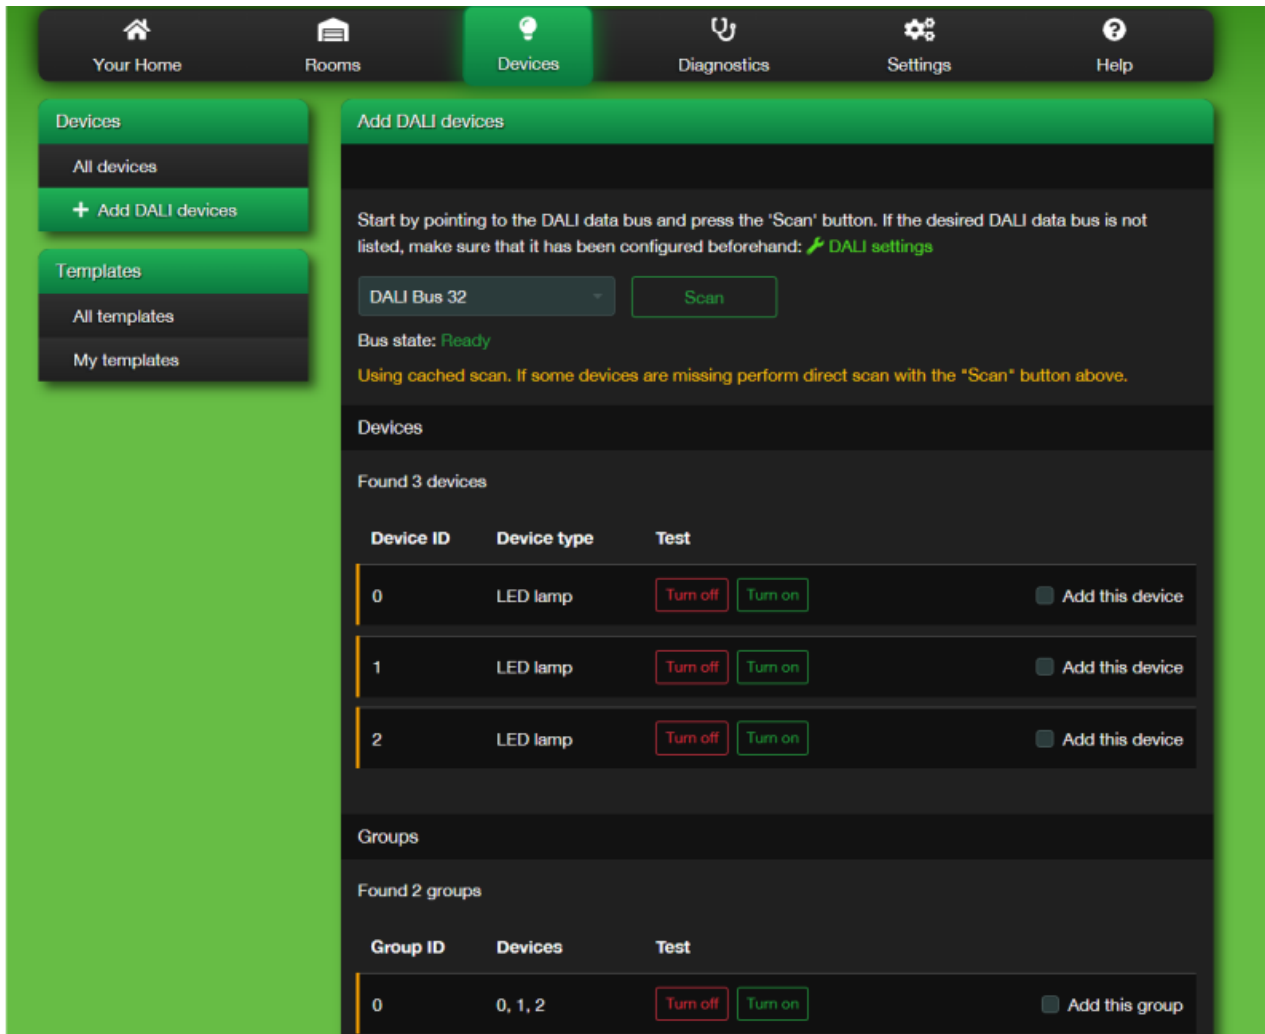 Your Home Rooms Devices Diagnostics Settings Help
Devices
All devices
Add DALI devices
Templates
All templates
My templates
Add DALI devices
Start by pointing to the DALI data bus and press the 'Scan' button. If the desired DALI data bus is not
listed, make sure that it has been configured beforehand: DALI settings
DALI Bus 32 Scan
Bus state: Ready
Using cached scan. If some devices are missing perform direct scan with the "Scan" button above.
Devices
Found 3 devices
Device ID Device type Test
0 LED lamp Turn off Turn on Add this device
1 LED lamp Turn off Turn on Add this device
2 LED lamp Turn off Turn on Add this device
Groups
Found 2 groups
Group ID Devices Test
0 0, 1, 2 Turn off Turn on Add this group